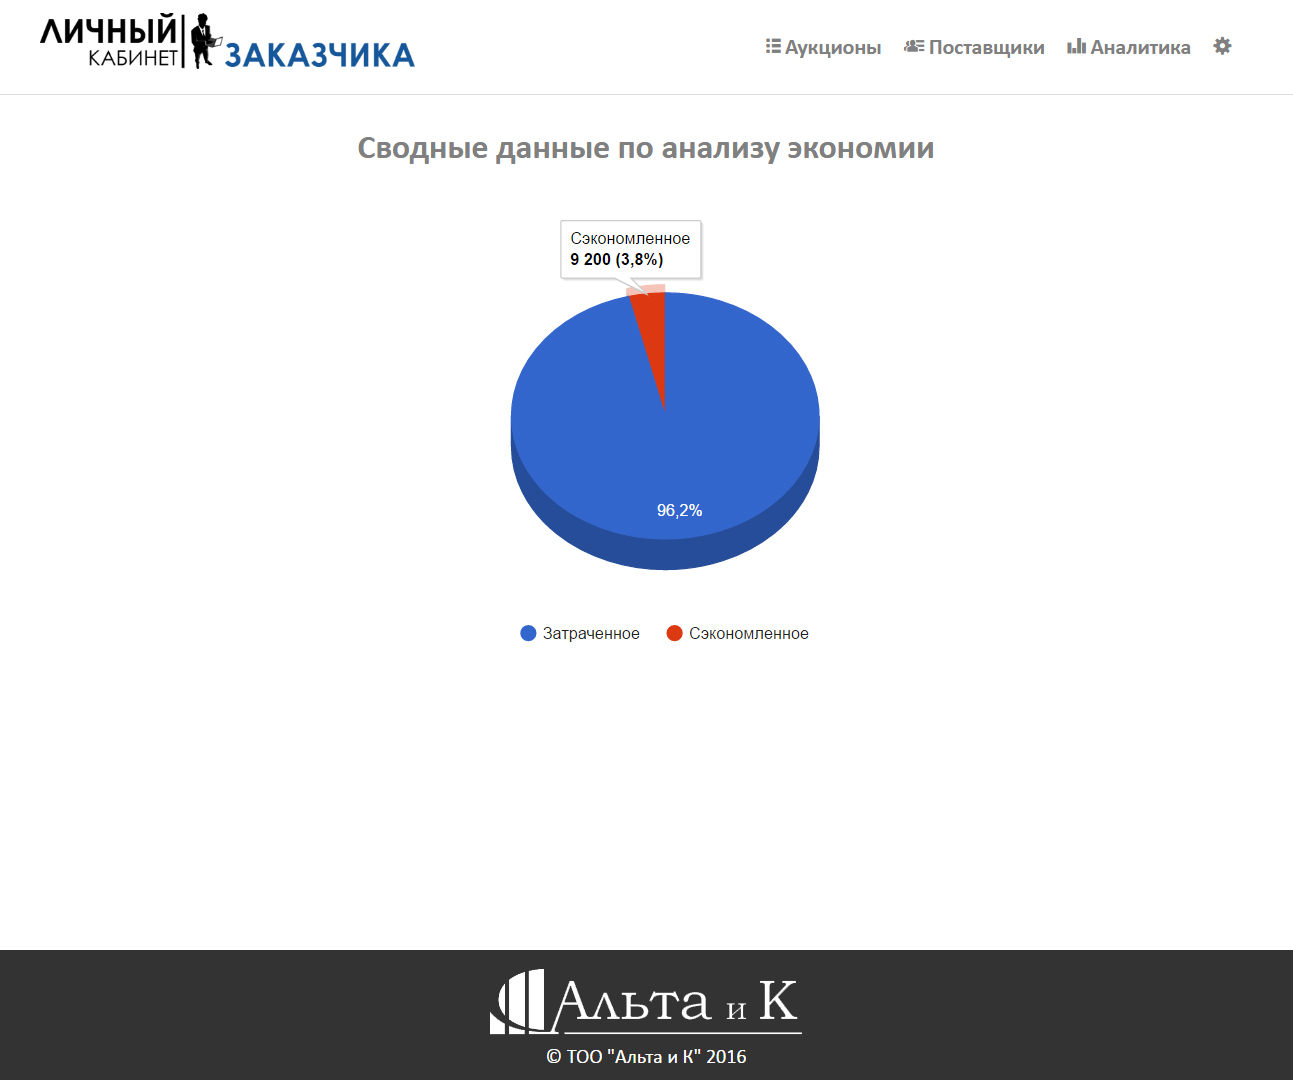 ЛИЧНЫЙ
КАБИНЕТ
ЗАКАЗЧИКА
Аукционы
Поставщики
Аналитика
Сводные данные по анализу экономии
Сэкономленное
9 200 (3,8%)
96,2%
Затраченное
Сэкономленное
Альта и К
© ТОО "Альта и К" 2016